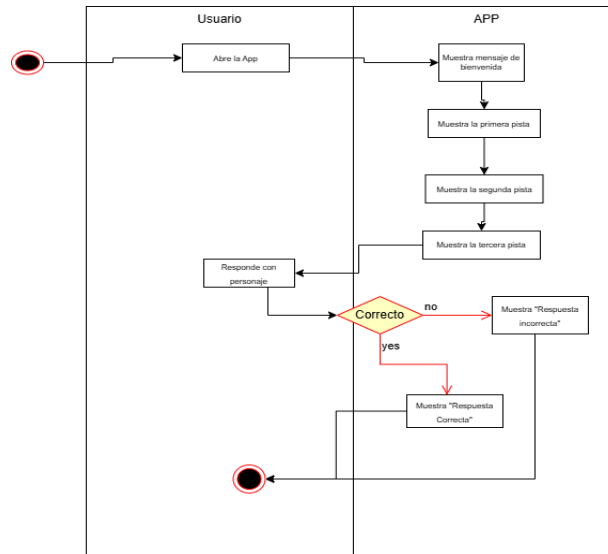 Usuario
APP
Abre la App
Muestra mensaje de
bienvenida
Muestra la primera pista
Muestra la segunda pista
Muestra la tercera pista
Responde con
personaje
Correcto
no
Muestra "Respuesta
incorrecta"
yes
Muestra "Respuesta
Correcta"